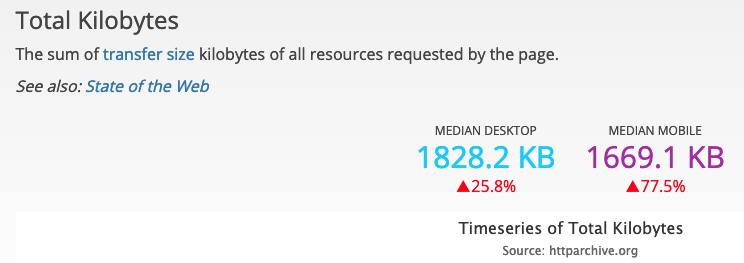 Total Kilobytes
The sum of transfer size kilobytes of all resources requested by the page.
See also: State of the Web
MEDIAN DESKTOP
MEDIAN MOBILE
1828.2 KB
1669.1 KB
▲25.8%
▲77.5%
Timeseries of Total Kilobytes
Source: httparchive.org